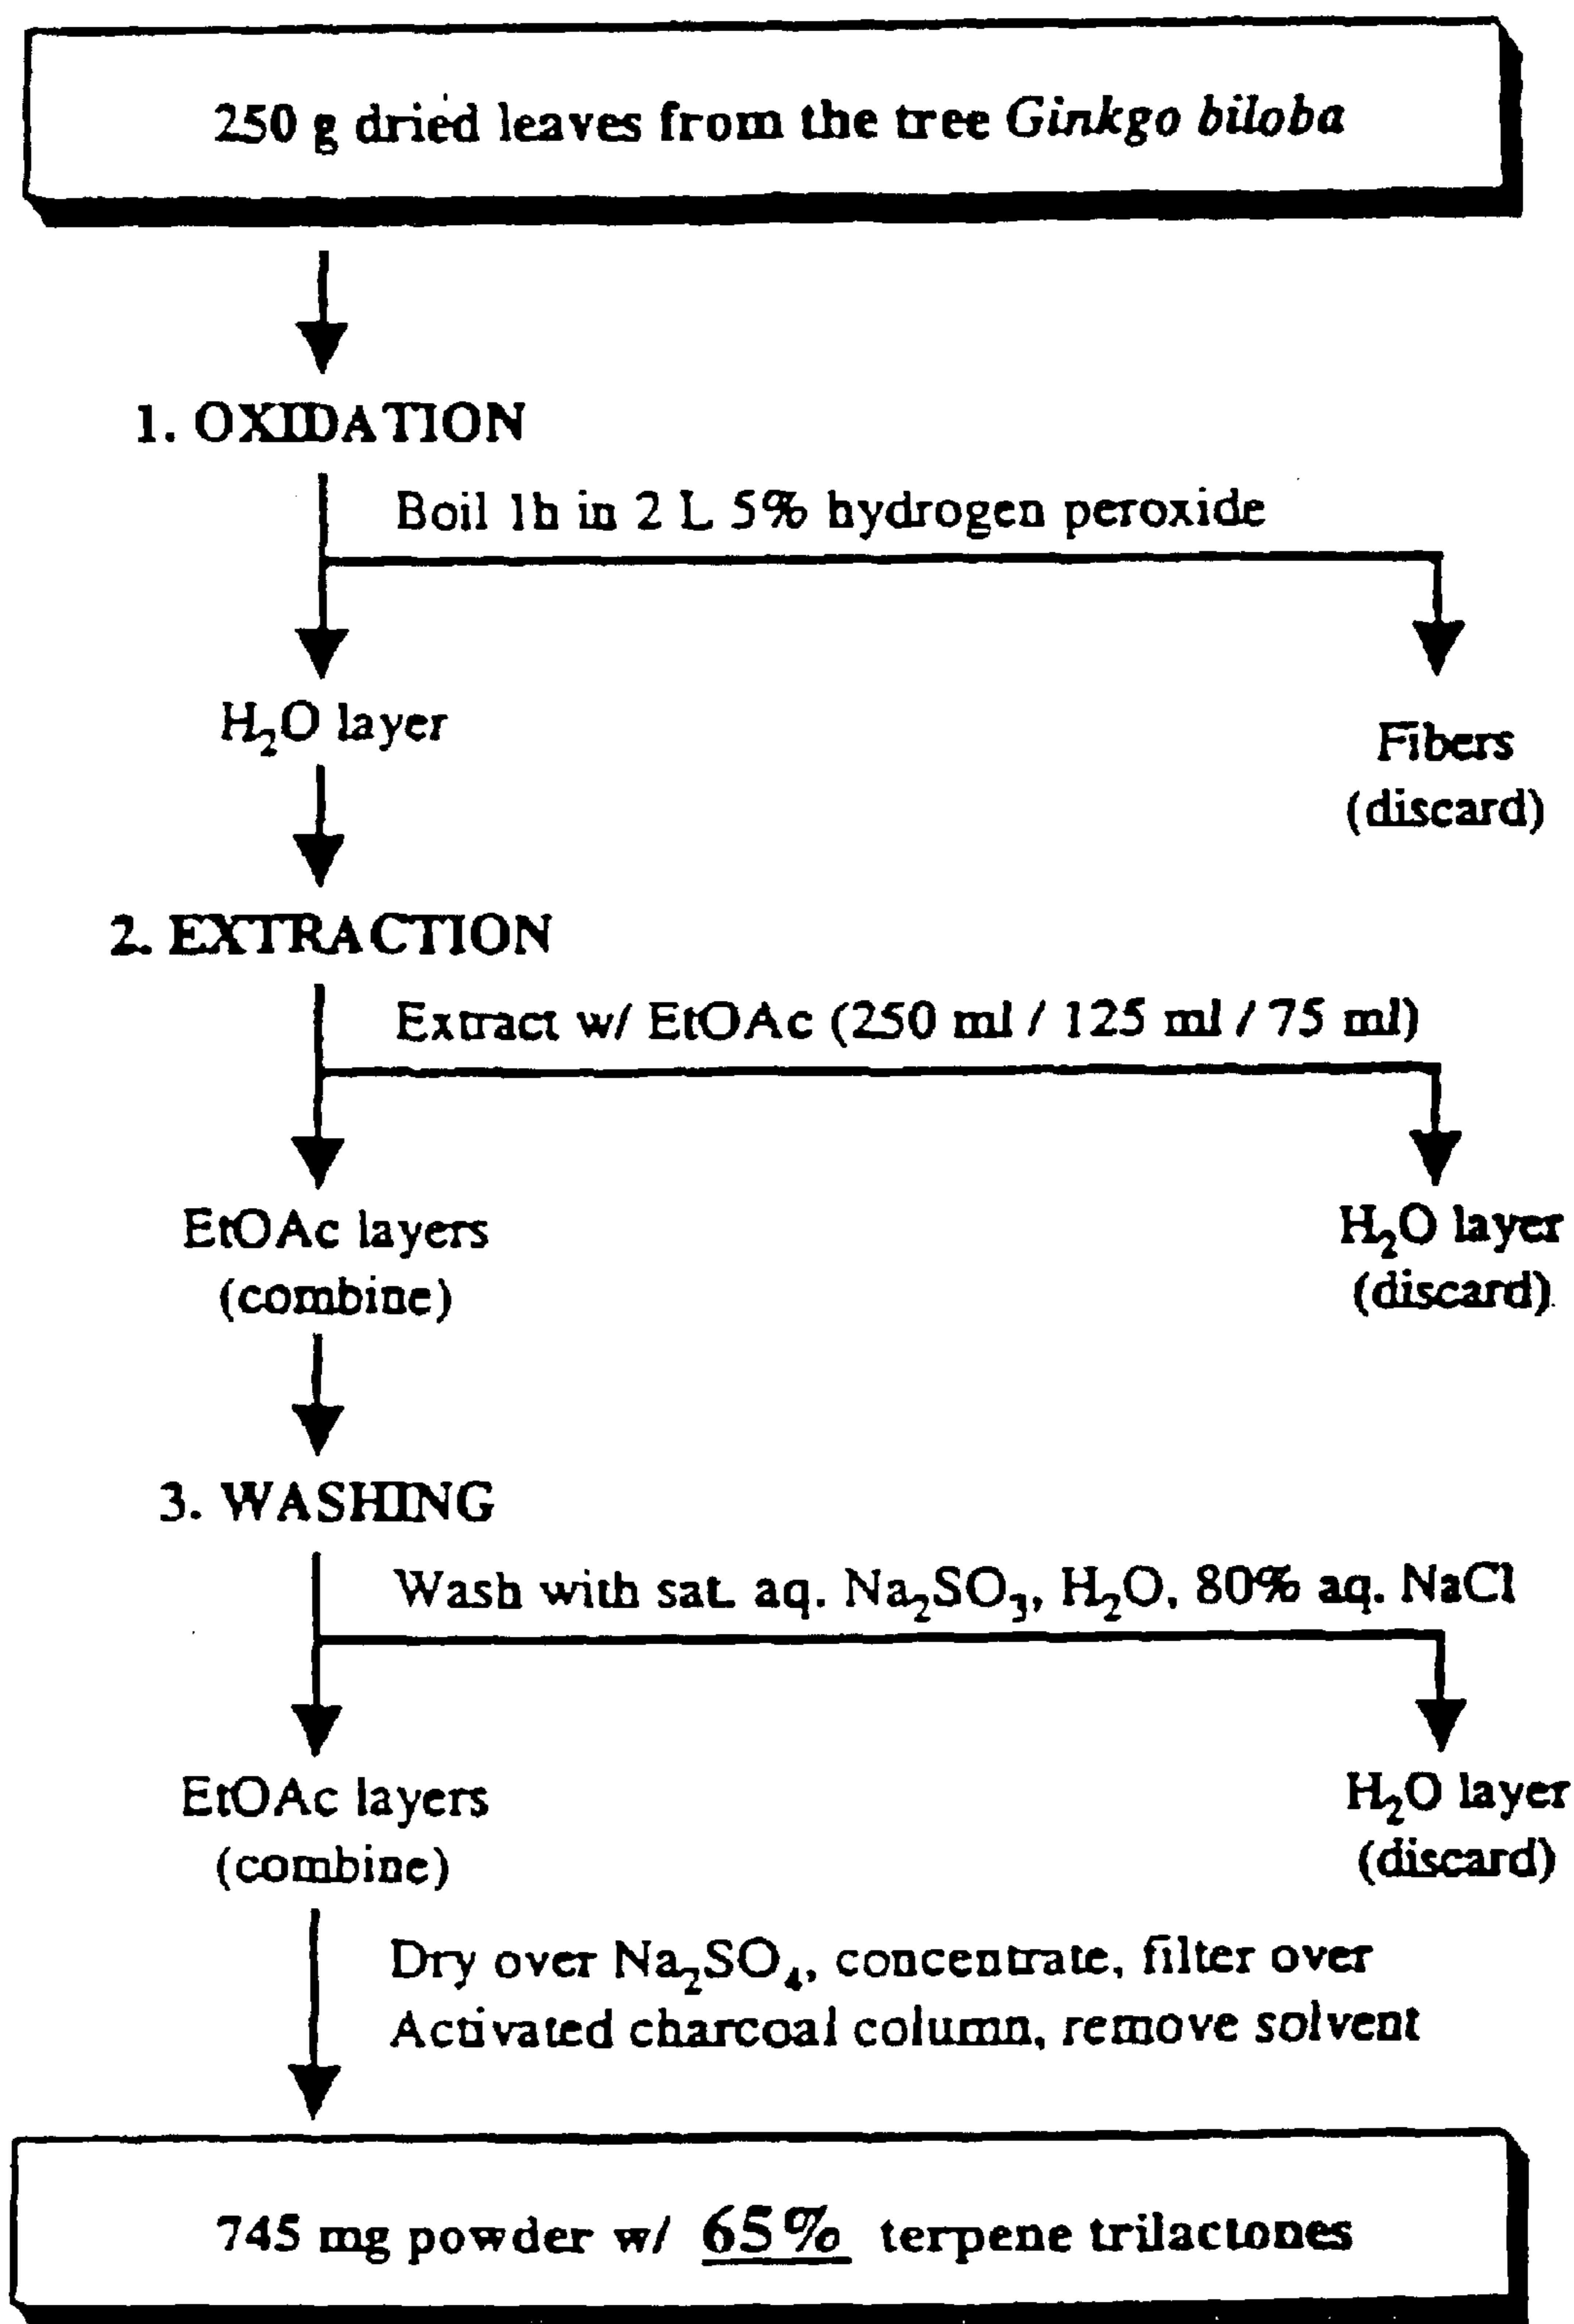 250 g dried leaves from the tree Ginkgo biloba
1. OXIDATION
Boil 1h in 2 L 5% hydrogen peroxide
H₂O layer
Fibers
(discard)
2. EXTRACTION
Extract w/ EtOAc (250 ml / 125 ml / 75 ml)
EtOAc layers
(combine)
H₂O layer
(discard)
3. WASHING
Wash with sat. aq. Na₂SO₃, H₂O, 80% aq. NaCl
EtOAc layers
(combine)
H₂O layer
(discard)
Dry over Na₂SO₄, concentrate, filter over
Activated charcoal column, remove solvent
745 mg powder w/ 65% terpene trilactones